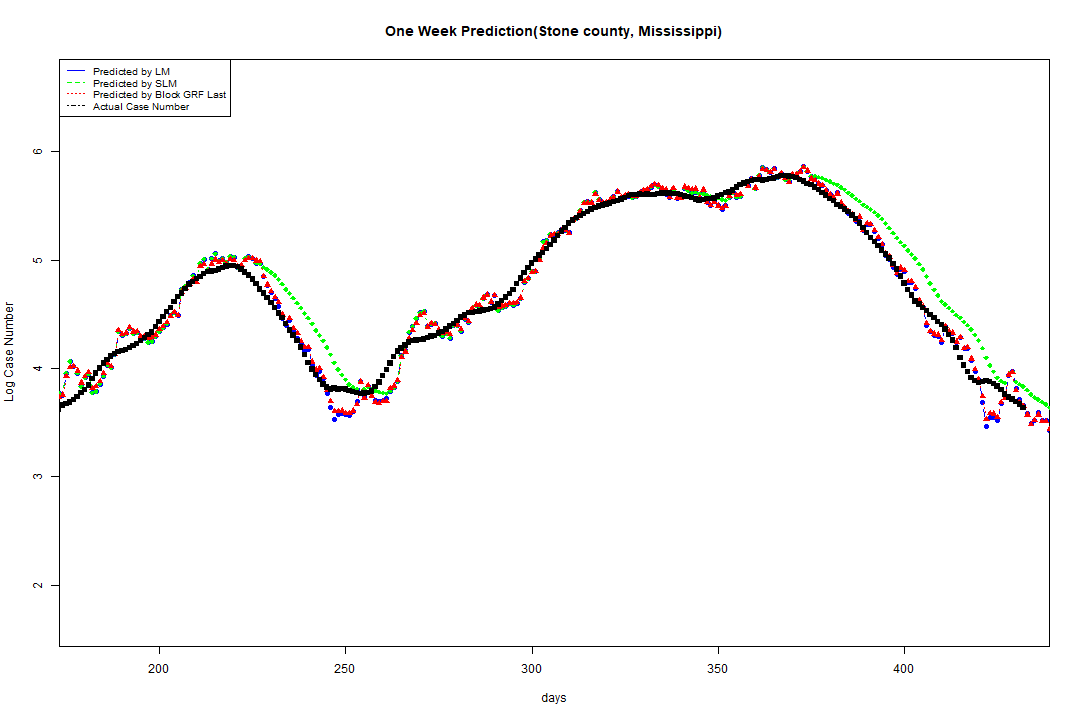 One Week Prediction(Stone county, Mississippi)
Predicted by LM
Predicted by SLM
Predicted by Block GRF Last
Actual Case Number
6
5
4
3
2
Log Case Number
200 250 300 350 400
days